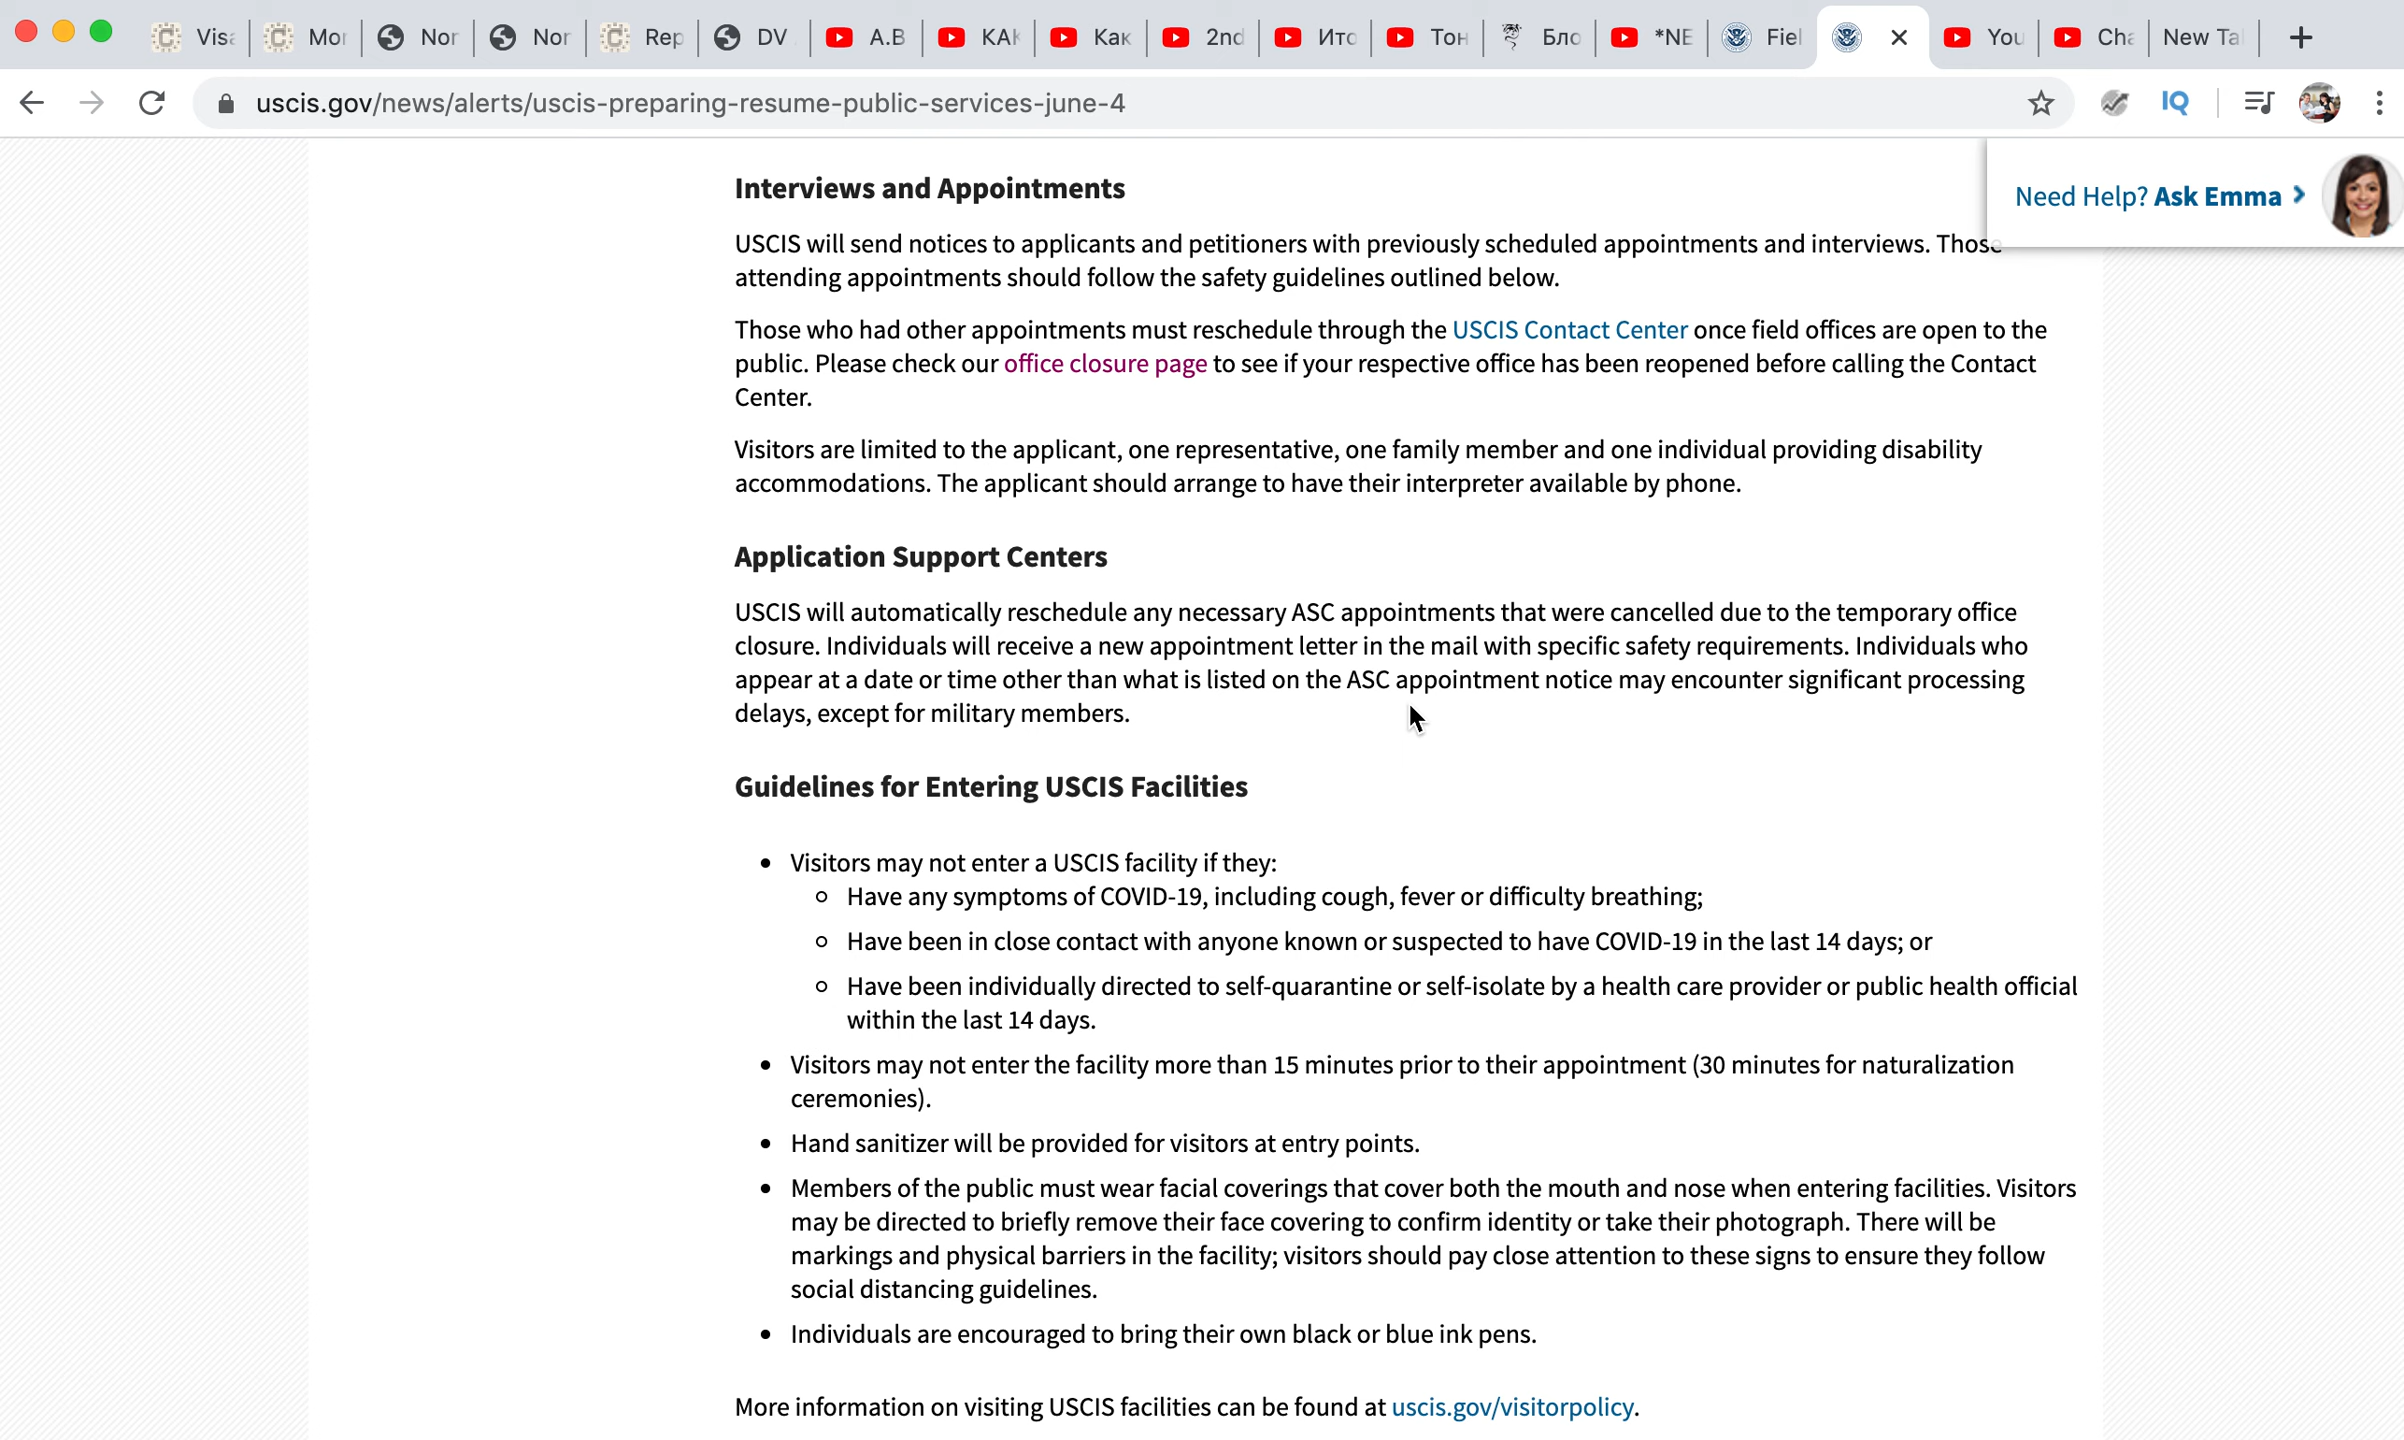 Visa Mor Nor Nor Rep DV A.B KAK Как 2nd Ито Тон Бло *NE Fiel You Cha New Ta
uscis.gov/news/alerts/uscis-preparing-resume-public-services-june-4
IQ
Need Help? Ask Emma
Interviews and Appointments
USCIS will send notices to applicants and petitioners with previously scheduled appointments and interviews. Those
attending appointments should follow the safety guidelines outlined below.
Those who had other appointments must reschedule through the USCIS Contact Center once field offices are open to the
public. Please check our office closure page to see if your respective office has been reopened before calling the Contact
Center.
Visitors are limited to the applicant, one representative, one family member and one individual providing disability
accommodations. The applicant should arrange to have their interpreter available by phone.
Application Support Centers
USCIS will automatically reschedule any necessary ASC appointments that were cancelled due to the temporary office
closure. Individuals will receive a new appointment letter in the mail with specific safety requirements. Individuals who
appear at a date or time other than what is listed on the ASC appointment notice may encounter significant processing
delays, except for military members.
Guidelines for Entering USCIS Facilities
• Visitors may not enter a USCIS facility if they:
o Have any symptoms of COVID-19, including cough, fever or difficulty breathing;
o Have been in close contact with anyone known or suspected to have COVID-19 in the last 14 days; or
o Have been individually directed to self-quarantine or self-isolate by a health care provider or public health official
within the last 14 days.
• Visitors may not enter the facility more than 15 minutes prior to their appointment (30 minutes for naturalization
ceremonies).
• Hand sanitizer will be provided for visitors at entry points.
• Members of the public must wear facial coverings that cover both the mouth and nose when entering facilities. Visitors
may be directed to briefly remove their face covering to confirm identity or take their photograph. There will be
markings and physical barriers in the facility; visitors should pay close attention to these signs to ensure they follow
social distancing guidelines.
• Individuals are encouraged to bring their own black or blue ink pens.
More information on visiting USCIS facilities can be found at uscis.gov/visitorpolicy.